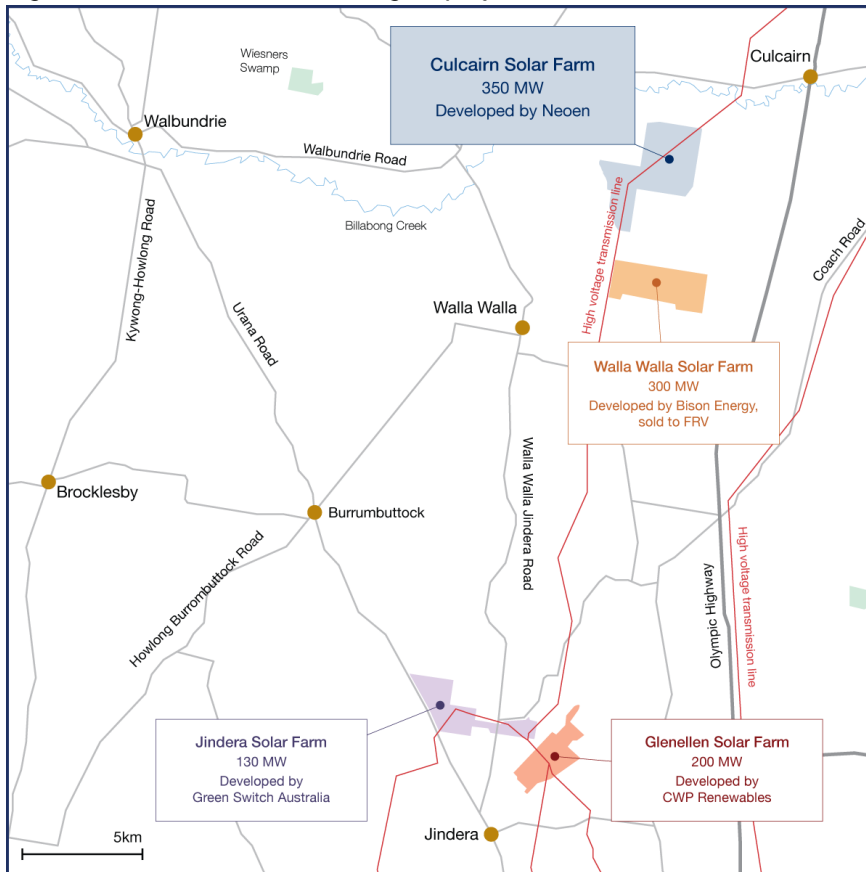 Wiesners
Swamp
Culcairn Solar Farm
350 MW
Developed by Neoen
Culcairn
Walbundrie
Walbundrie Road
Billabong Creek
High voltage transmission line
Coach Road
Kywong-Howlong Road
Urana Road
Walla Walla
Walla Walla Solar Farm
300 MW
Developed by Bison Energy,
sold to FRV
Brocklesby
Burrumbuttock
Walla Walla Jindera Road
Howlong Burrombuttock Road
Olympic Highway
High voltage transmission line
Jindera Solar Farm
130 MW
Developed by
Green Switch Australia
Glenellen Solar Farm
200 MW
Developed by
CWP Renewables
Jindera
5km